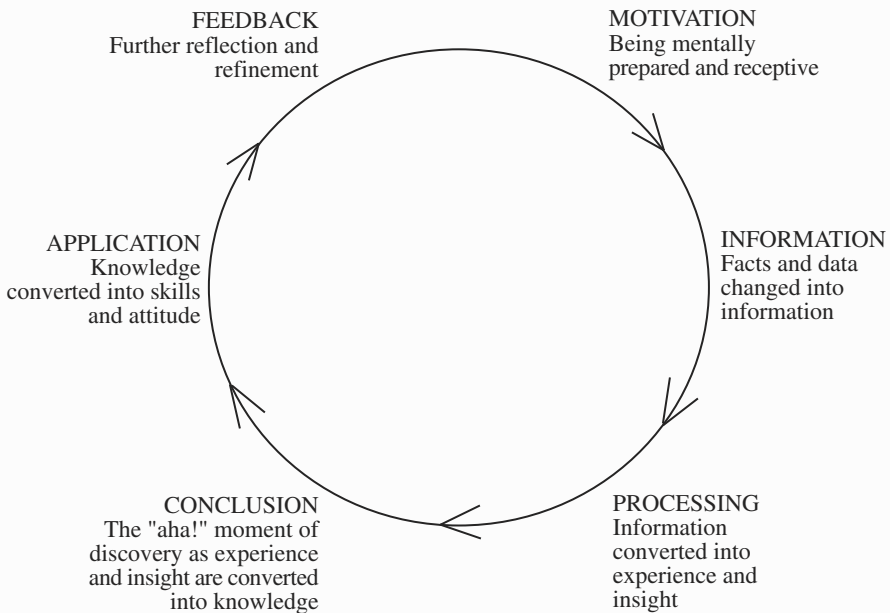 FEEDBACK
Further reflection and
refinement
MOTIVATION
Being mentally
prepared and receptive
APPLICATION
Knowledge
converted into skills
and attitude
INFORMATION
Facts and data
changed into
information
CONCLUSION
The "aha!" moment of
discovery as experience
and insight are converted
into knowledge
PROCESSING
Information
converted into
experience and
insight